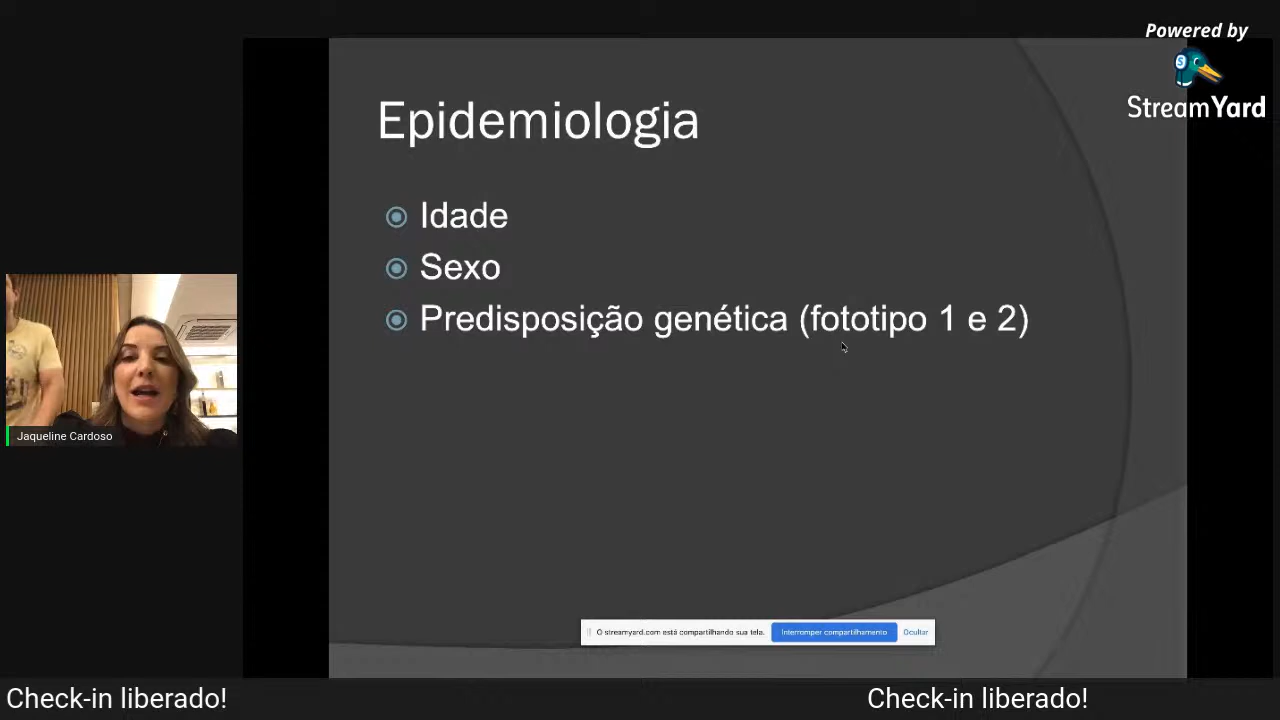 Powered by
StreamYard
Epidemiologia
Idade
Sexo
Predisposição genética (fototipo 1 e 2)
Jaqueline Cardoso
O streamyard.com está compartilhando sua tela.
Interromper compartilhamento
Ocultar
Check-in liberado!
Check-in liberado!